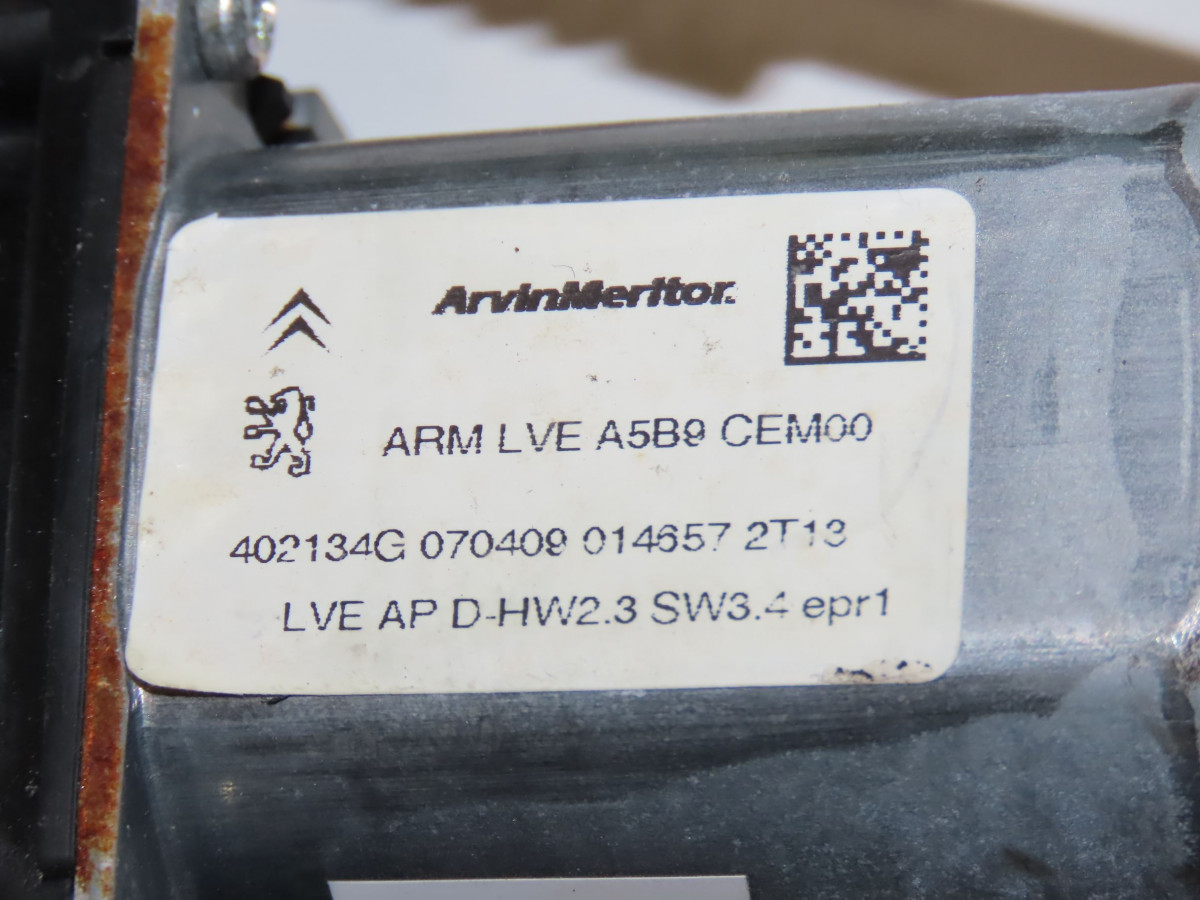 ArvinMeritor.
ARM LVE A5B9 CEM00
402134G 070409 014657 2T13
LVE AP D-HW2.3 SW3.4 epr1